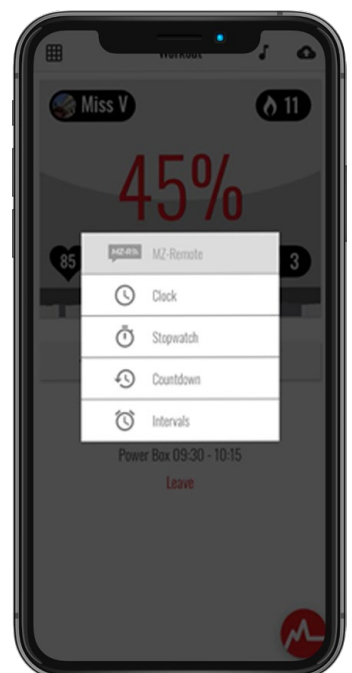 Workout
Miss V
11
45%
85
3
MZ-Remote
Clock
Stopwatch
Countdown
Intervals
Power Box 09:30 - 10:15
Leave